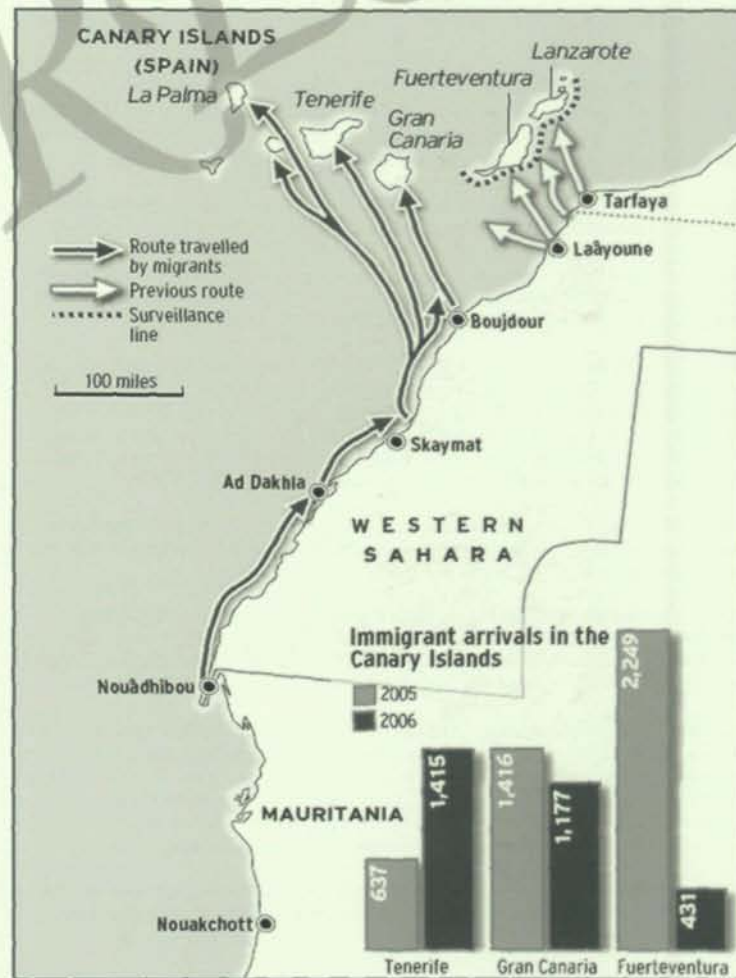 CANARY ISLANDS
(SPAIN)
La Palma
Tenerife
Gran
Canaria
Fuerteventura
Lanzarote
Tarfaya
Laâyoune
Route travelled
by migrants
Previous route
Surveillance
line
100 miles
Boujdour
Skaymat
Ad Dakhla
WESTERN
SAHARA
Nouâdhibou
MAURITANIA
Nouakchott
Immigrant arrivals in the
Canary Islands
2005
2006
637
1,415
1,416
1,177
2,249
431
Tenerife
Gran Canaria
Fuerteventura